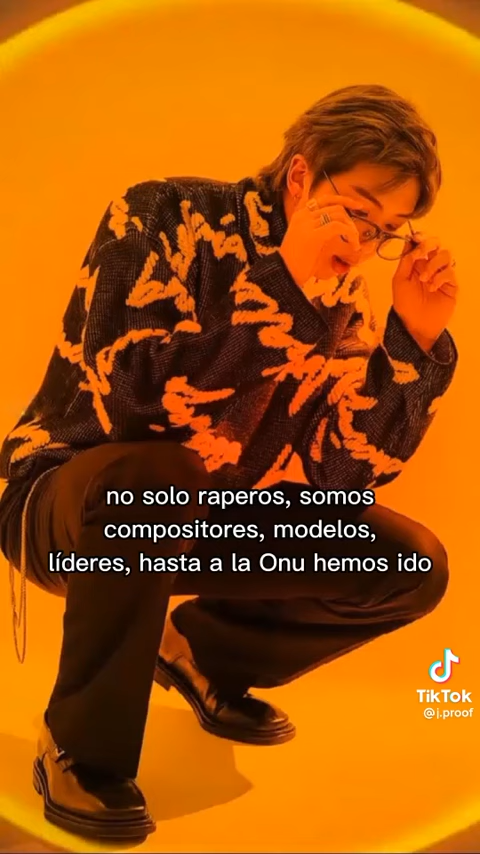 no solo raperos, somos
compositores, modelos,
líderes, hasta a la Onu hemos ido
TikTok
@j.proof